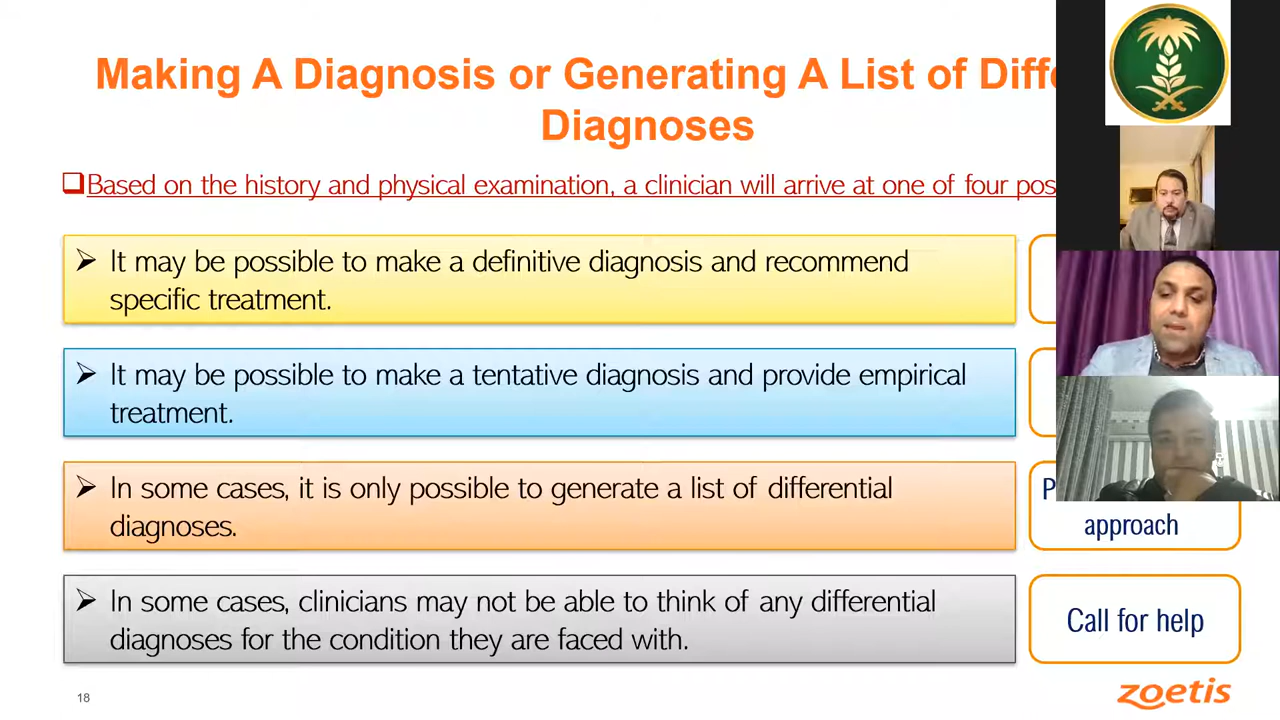 Making A Diagnosis or Generating A List of Diffe
Diagnoses
Based on the history and physical examination, a clinician will arrive at one of four pos
It may be possible to make a definitive diagnosis and recommend
specific treatment.
It may be possible to make a tentative diagnosis and provide empirical
treatment.
In some cases, it is only possible to generate a list of differential
diagnoses.
P
approach
In some cases, clinicians may not be able to think of any differential
diagnoses for the condition they are faced with.
Call for help
18
zoetis